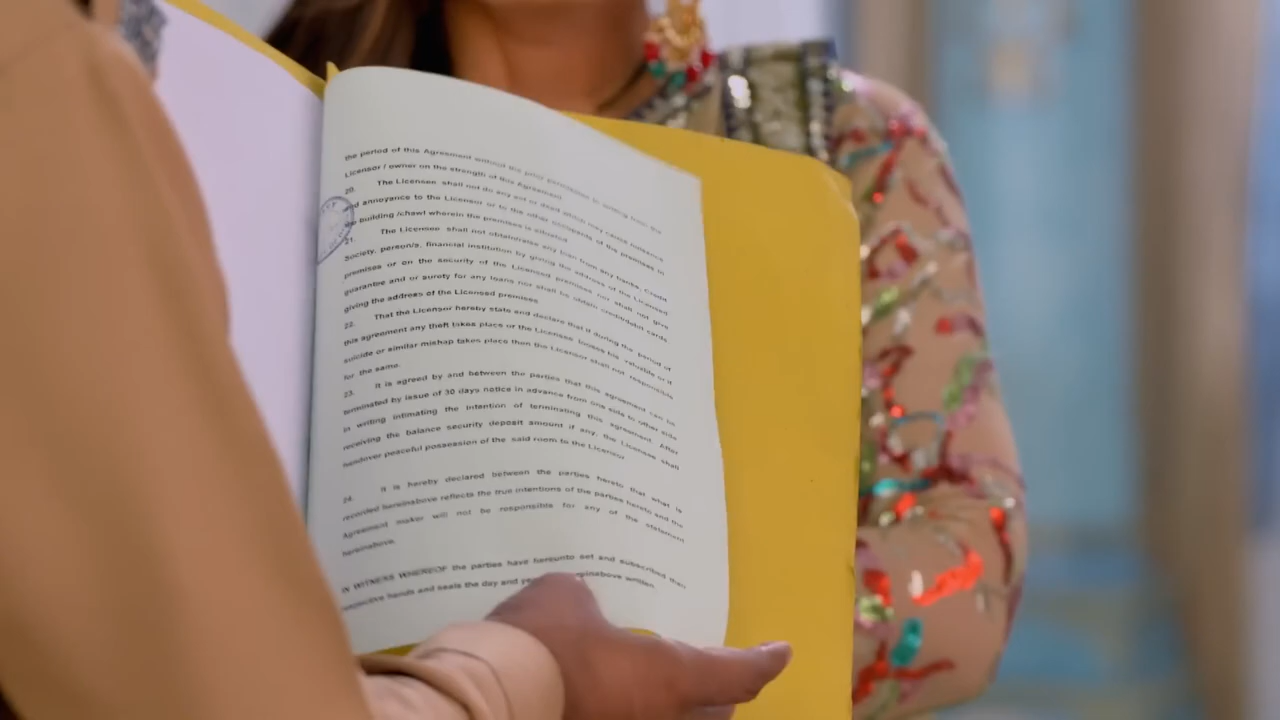 the period of this Agreement without the prior permission in writing from the
Licensor / owner on the strength of this Agreement
20. The Licensee shall not do any act or deed which may cause nuisance
and annoyance to the Licensor or to the other occupants of the premises in
the building /chawl wherein the premises is situated
21. The Licensee shall not obtain any loan from any banks, Credit
Society, person/s, financial institution by giving the address of the Licensed
premises or on the security of the Licensed premises nor shall not give
guarantee and or surety for any loans nor shall be obtain credit/debit cards
giving the address of the Licensed premises
22. That the Licensor hereby state and declare that if during the period of
this agreement any theft takes place or the Licensee looses his valuable or if
suicide or similar mishap takes place then the Licensor shall not responsible
for the same.
23. It is agreed by and between the parties that this agreement can be
terminated by issue of 30 days notice in advance from one side to other side
in writing intimating the intention of terminating this agreement. After
receiving the balance security deposit amount if any, the Licensee shall
handover peaceful possession of the said room to the Licensor
24. It is hereby declared between the parties hereto that what is
recorded hereinabove reflects the true intentions of the parties hereto and the
Agreement maker will not be responsible for any of the statement
hereinabove.
IN WITNESS WHEREOF the parties have hereunto set and subscribed their
respective hands and seals the day and written.